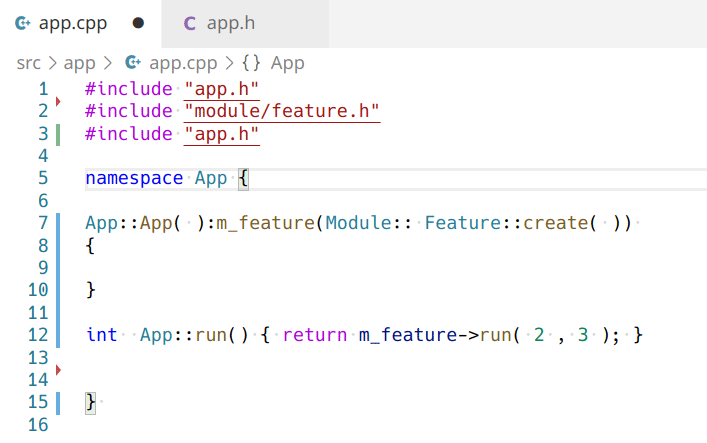 app.cpp ● C app.h
src > app > app.cpp > {} App
1 #include "app.h"
2 #include "module/feature.h"
3 #include "app.h"
4
5 namespace App {
6
7 App::App( ):m_feature(Module:: Feature::create( ))
8 {
9
10 }
11
12 int  App::run() { return m_feature->run( 2 , 3 ); }
13
14
15 }
16